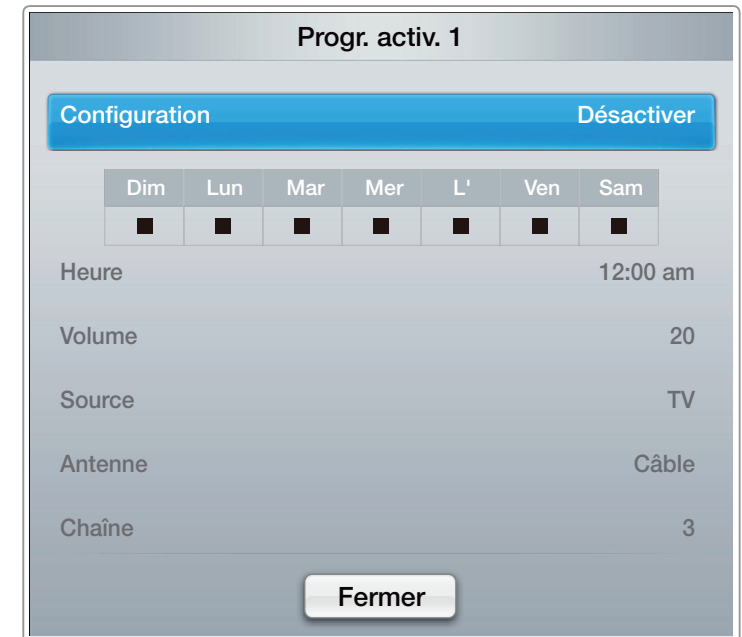 Progr. activ. 1
Configuration Désactiver
Dim Lun Mar Mer L' Ven Sam
Heure 12:00 am
Volume 20
Source TV
Antenne Câble
Chaîne 3
Fermer